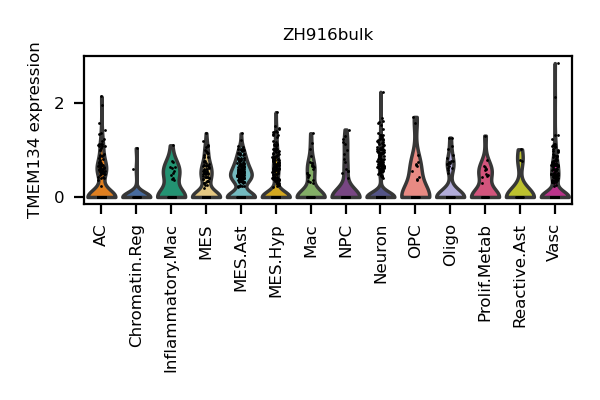 ZH916bulk
TMEM134 expression
2
0
AC
Chromatin.Reg
Inflammatory.Mac
MES
MES.Ast
MES.Hyp
Mac
NPC
Neuron
OPC
Oligo
Prolif.Metab
Reactive.Ast
Vasc